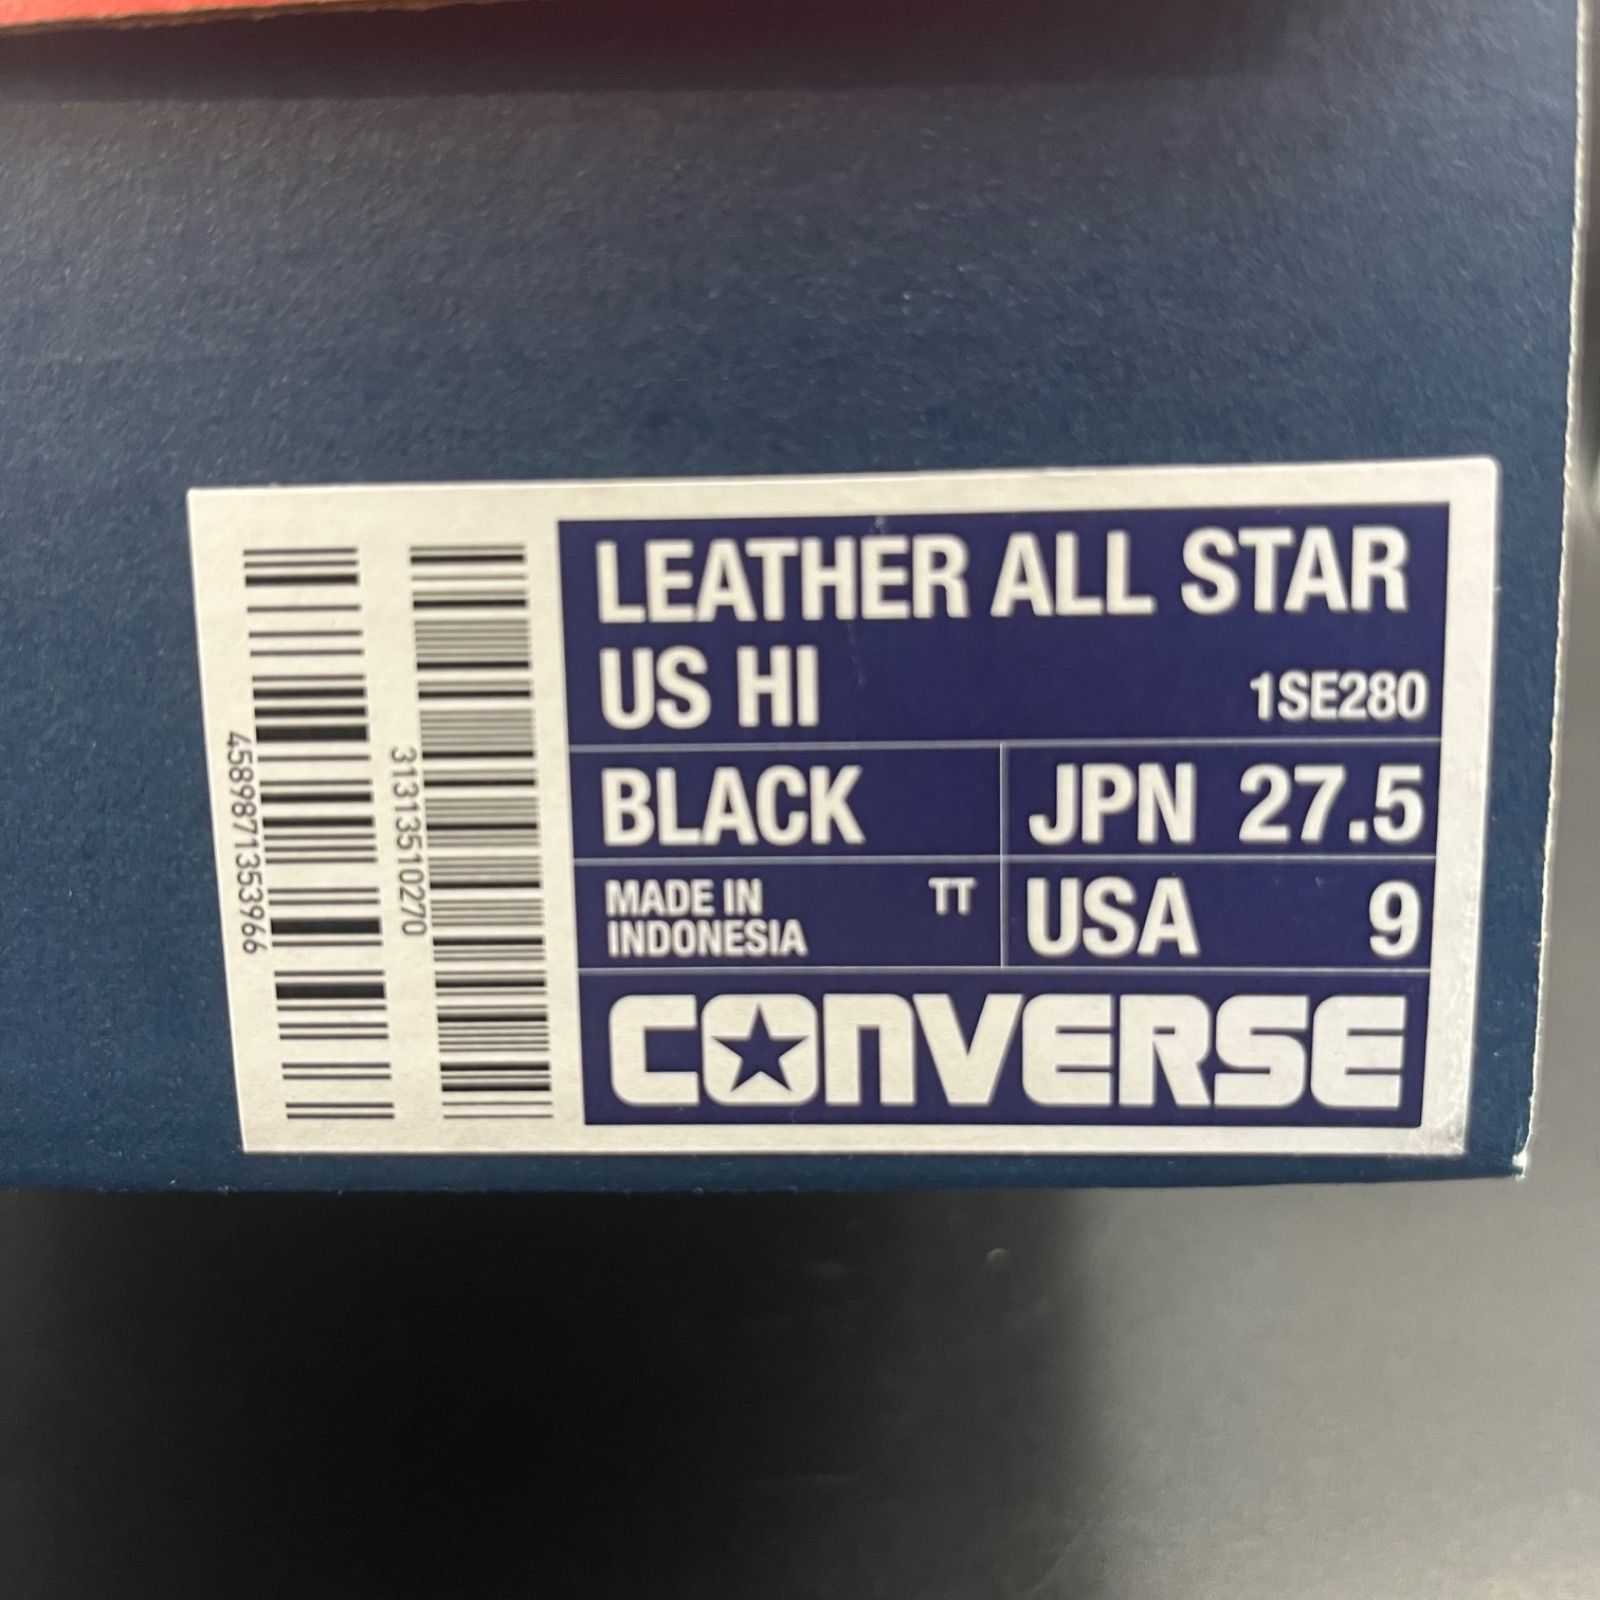 LEATHER ALL STAR
US HI
1SE280
BLACK
JPN 27.5
MADE IN
INDONESIA
TT
USA 9
CONVERSE
4589871353966
31313510270